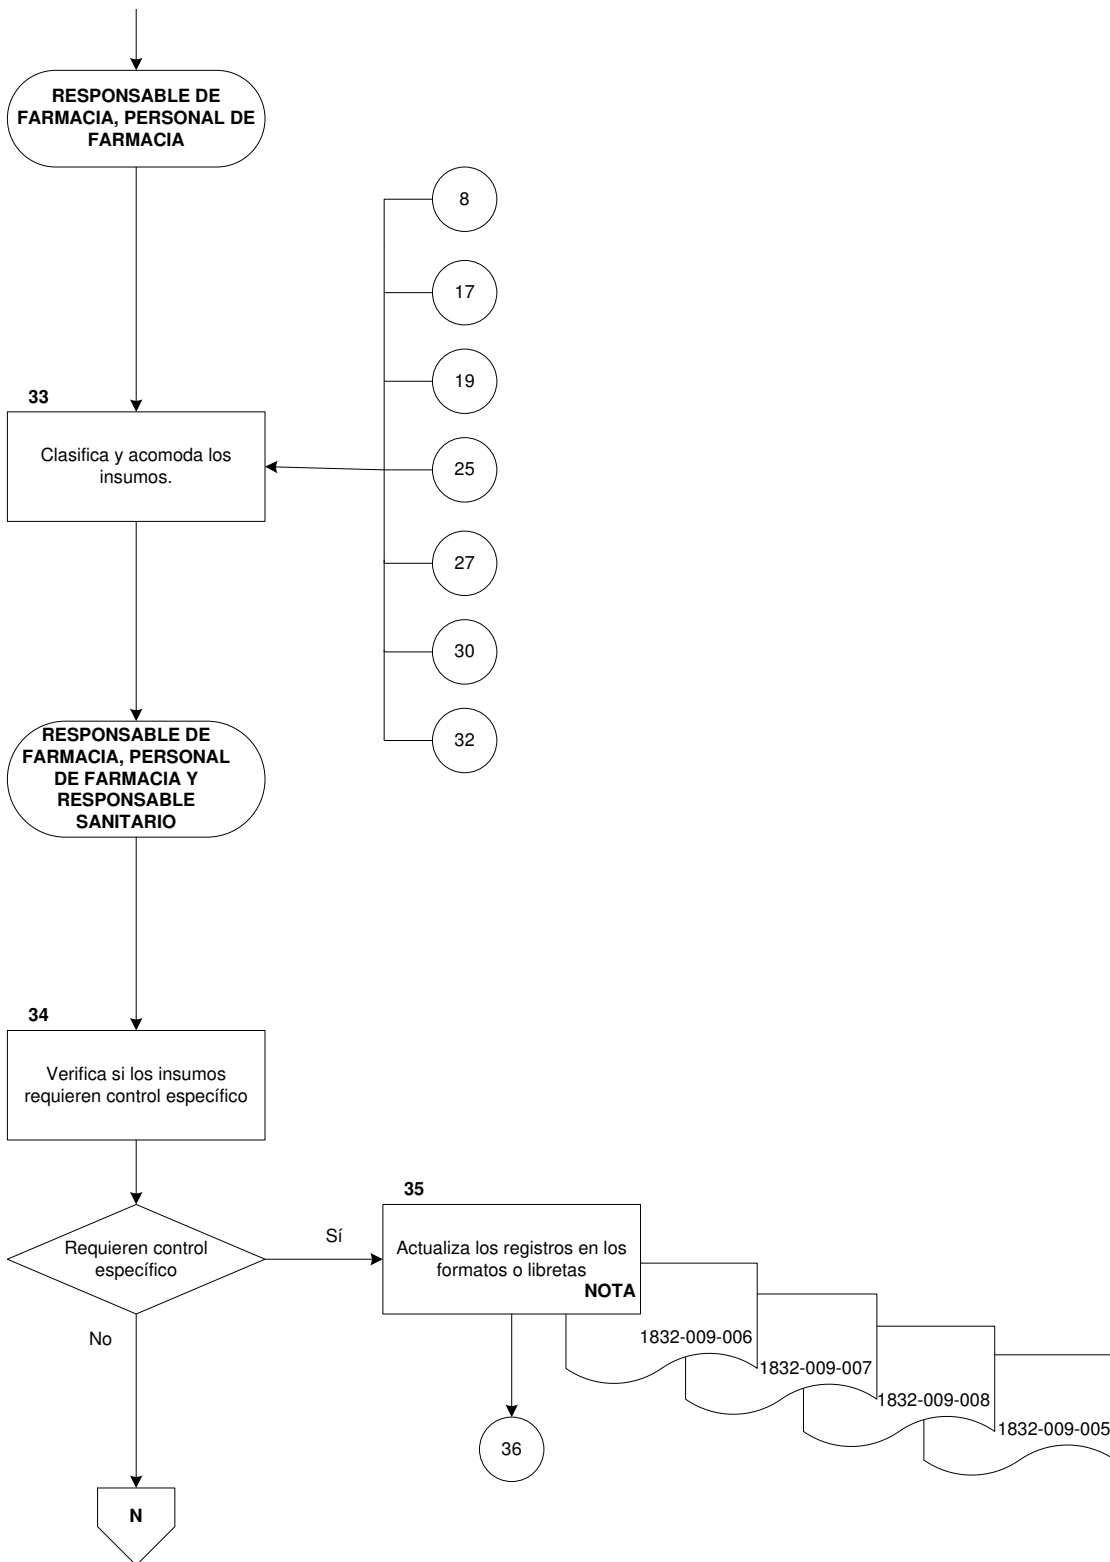 RESPONSABLE DE
FARMACIA, PERSONAL DE
FARMACIA
8
17
19
33
Clasifica y acomoda los
insumos.
25
27
30
32
RESPONSABLE DE
FARMACIA, PERSONAL
DE FARMACIA Y
RESPONSABLE
SANITARIO
34
Verifica si los insumos
requieren control específico
Requieren control
específico
Sí
No
35
Actualiza los registros en los
formatos o libretas
NOTA
1832-009-006
1832-009-007
1832-009-008
1832-009-005
36
N